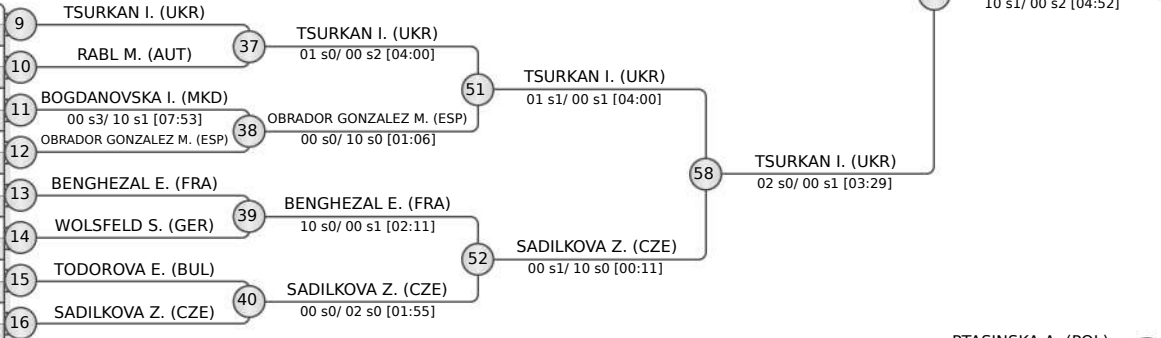 10 s1/ 00 s2 [04:52]
9
TSURKAN I. (UKR)
37
TSURKAN I. (UKR)
01 s0/ 00 s2 [04:00]
10
RABL M. (AUT)
51
TSURKAN I. (UKR)
01 s1/ 00 s1 [04:00]
11
BOGDANOVSKA I. (MKD)
00 s3/ 10 s1 [07:53]
38
OBRADOR GONZALEZ M. (ESP)
00 s0/ 10 s0 [01:06]
12
OBRADOR GONZALEZ M. (ESP)
58
TSURKAN I. (UKR)
02 s0/ 00 s1 [03:29]
13
BENGHEZAL E. (FRA)
39
BENGHEZAL E. (FRA)
10 s0/ 00 s1 [02:11]
14
WOLSFELD S. (GER)
52
SADILKOVA Z. (CZE)
00 s1/ 10 s0 [00:11]
15
TODOROVA E. (BUL)
40
SADILKOVA Z. (CZE)
00 s0/ 02 s0 [01:55]
16
SADILKOVA Z. (CZE)
PTASINSKA A. (POL)